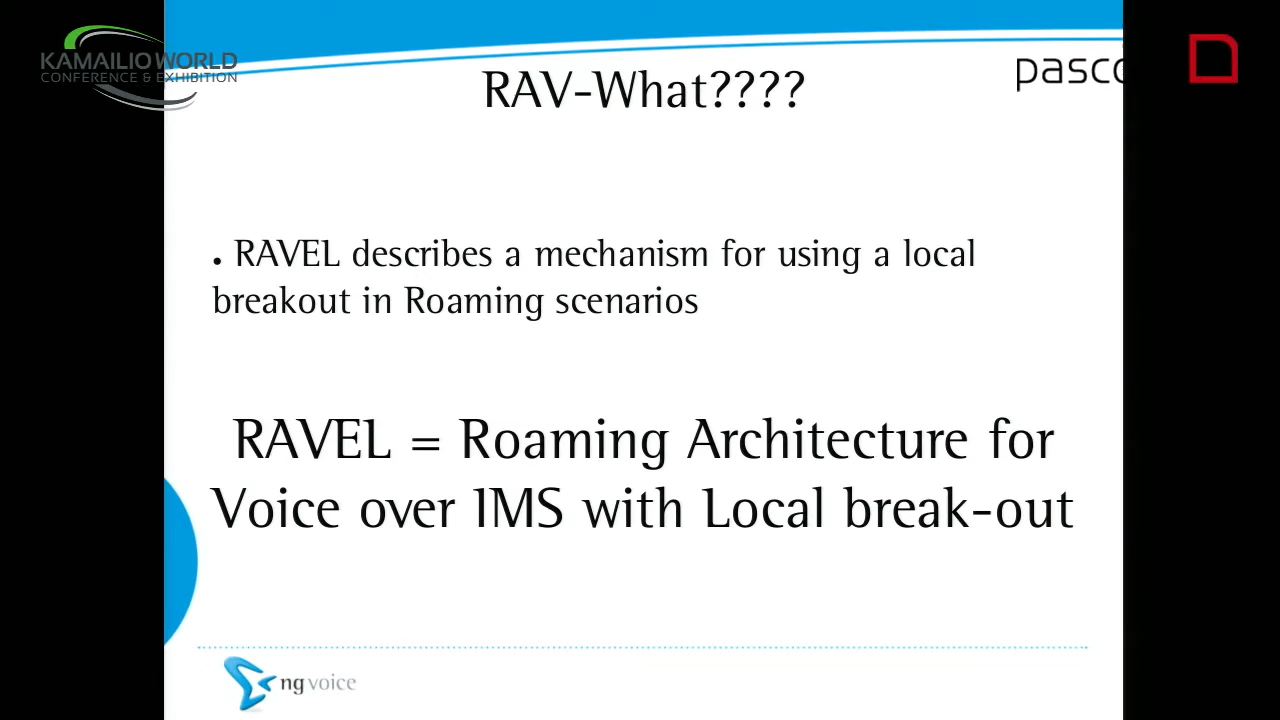 KAMAILIO WORLD
CONFERENCE & EXHIBITION
RAV-What????
pasco
• RAVEL describes a mechanism for using a local
breakout in Roaming scenarios
RAVEL = Roaming Architecture for
Voice over IMS with Local break-out
ng voice